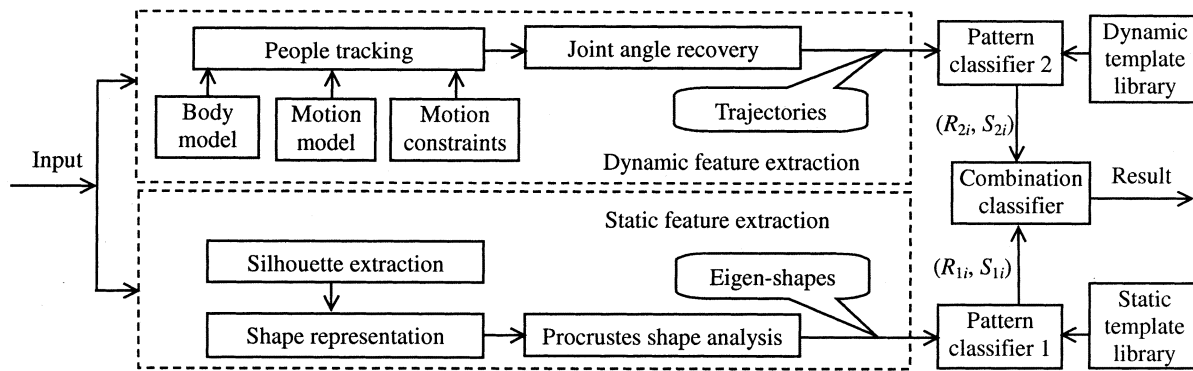 People tracking
Joint angle recovery
Pattern
classifier 2
Dynamic
template
library
Body
model
Motion
model
Motion
constraints
Trajectories
(R2i, S2i)
Dynamic feature extraction
Input
Combination
classifier
Result
Static feature extraction
Silhouette extraction
Eigen-shapes
(R1i, S1i)
Shape representation
Procrustes shape analysis
Pattern
classifier 1
Static
template
library